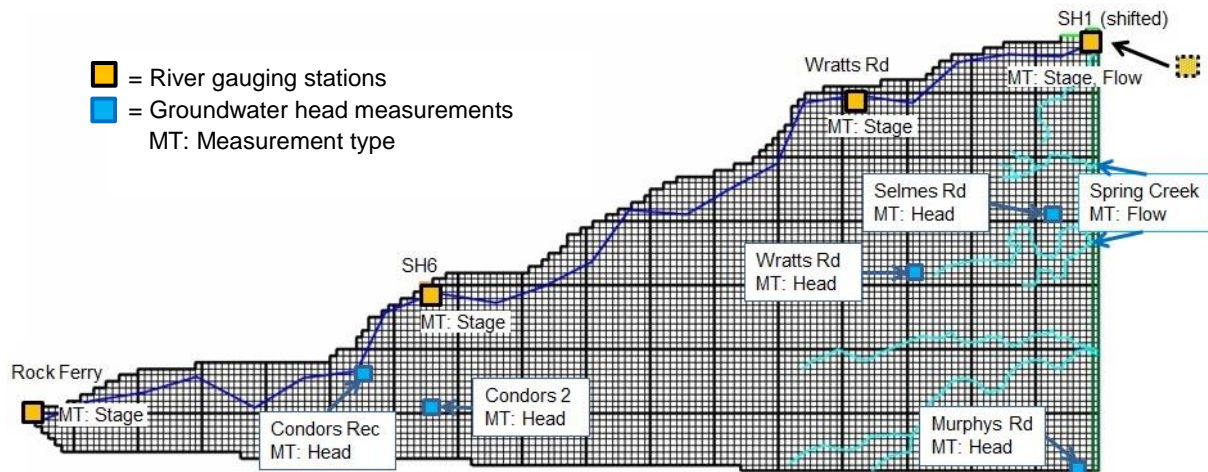 SH1 (shifted)
= River gauging stations
= Groundwater head measurements
MT: Measurement type
Wratts Rd
MT: Stage, Flow
MT: Stage
Selmes Rd
MT: Head
Spring Creek
MT: Flow
Wratts Rd
MT: Head
SH6
MT: Stage
Rock Ferry
MT: Stage
Condors 2
MT: Head
Condors Rec
MT: Head
Murphys Rd
MT: Head